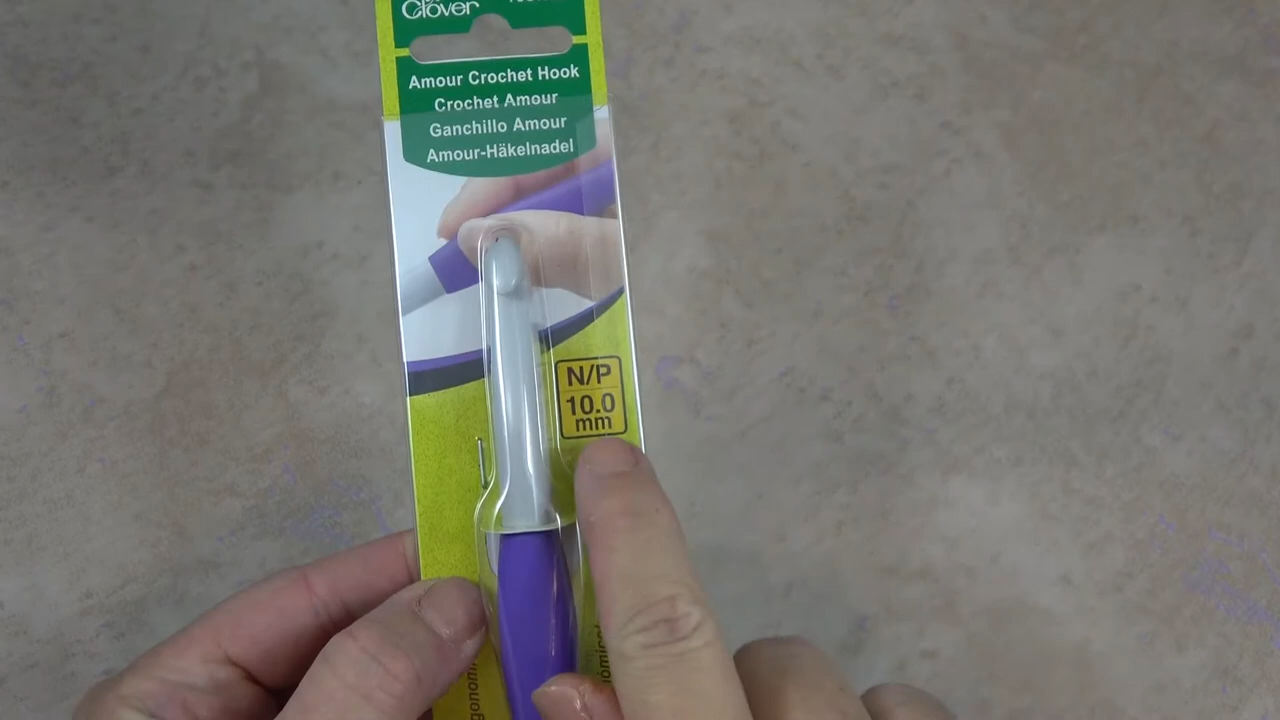 Clover
Amour Crochet Hook
Crochet Amour
Ganchillo Amour
Amour-Häkelnadel
N/P
10.0
mm